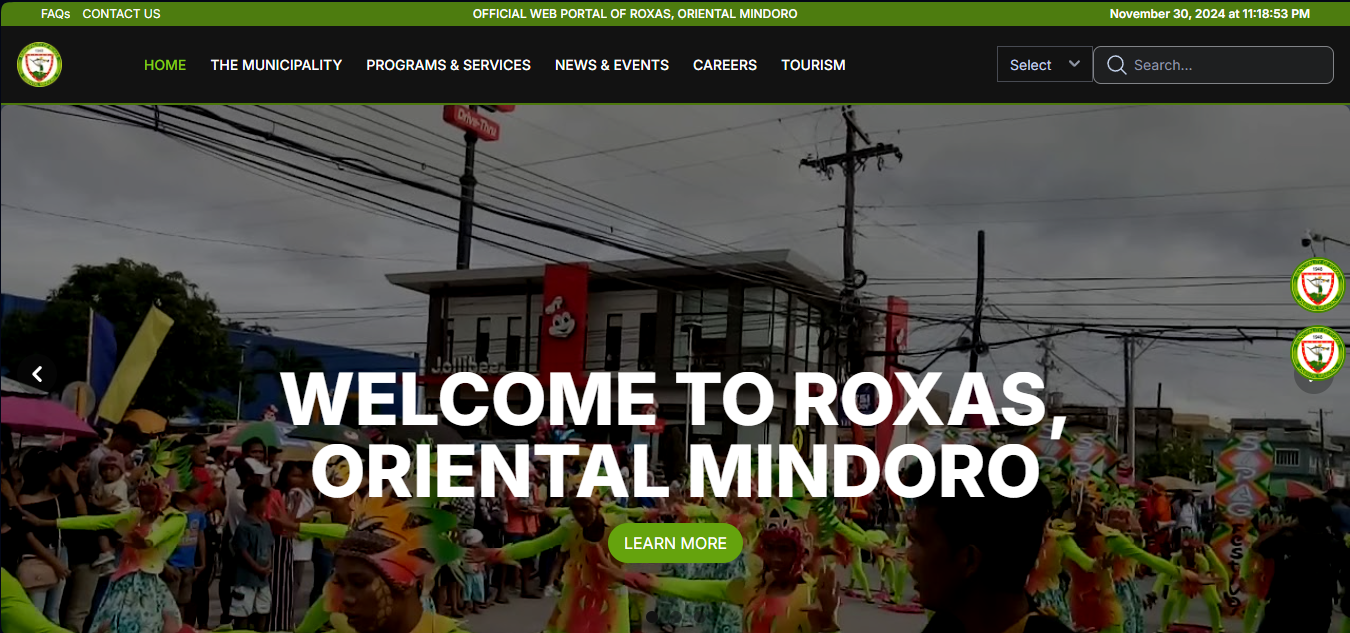 FAQs CONTACT US
OFFICIAL WEB PORTAL OF ROXAS, ORIENTAL MINDORO
November 30, 2024 at 11:18:53 PM
HOME THE MUNICIPALITY PROGRAMS & SERVICES NEWS & EVENTS CAREERS TOURISM
Select
Search...
Drive-Thru
1948
1948
Jollibee
WELCOME TO ROXAS,
ORIENTAL MINDORO
LEARN MORE